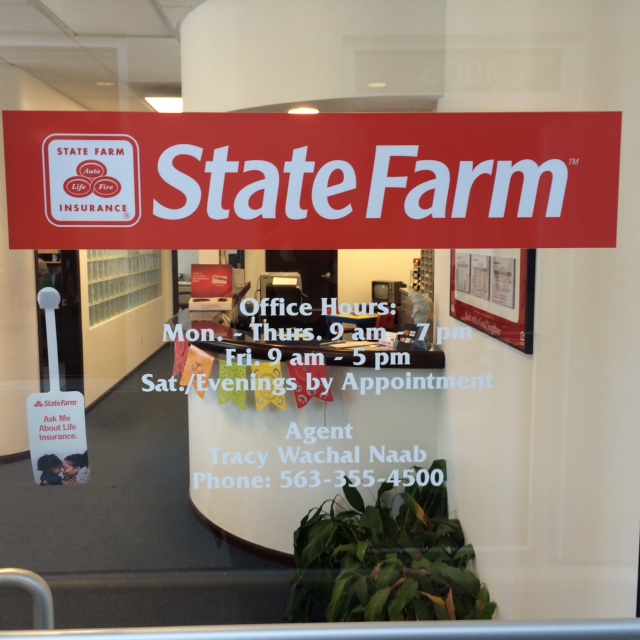 STATE FARM
Auto
Life Fire
INSURANCE
®
State Farm™
Office Hours:
Mon. - Thurs. 9 am - 7 pm
Fri. 9 am - 5 pm
Sat./Evenings by Appointment
Agent
Tracy Wachal Naab
Phone: 563-355-4500
StateFarm
Ask Me
About Life
Insurance.